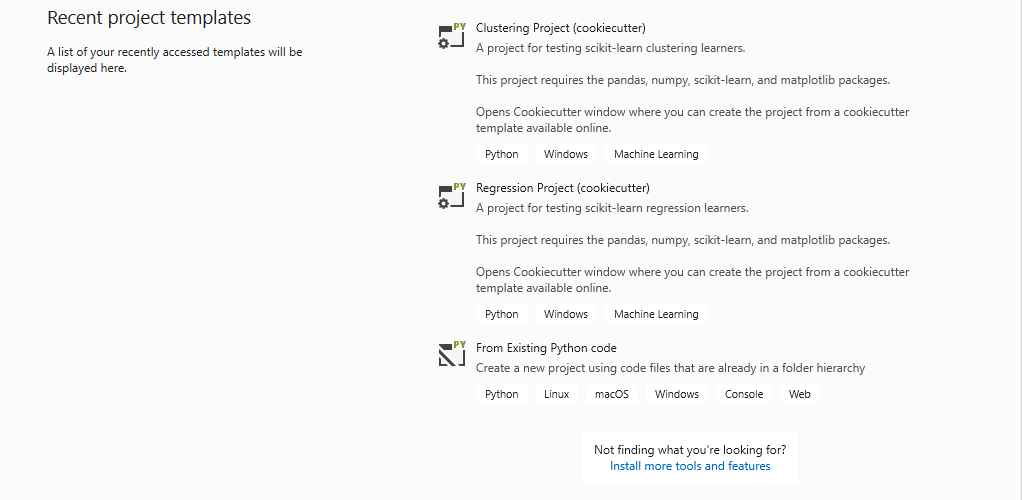 Recent project templates
A list of your recently accessed templates will be
displayed here.
PY
Clustering Project (cookiecutter)
A project for testing scikit-learn clustering learners.
This project requires the pandas, numpy, scikit-learn, and matplotlib packages.
Opens Cookiecutter window where you can create the project from a cookiecutter
template available online.
Python Windows Machine Learning
PY
Regression Project (cookiecutter)
A project for testing scikit-learn regression learners.
This project requires the pandas, numpy, scikit-learn, and matplotlib packages.
Opens Cookiecutter window where you can create the project from a cookiecutter
template available online.
Python Windows Machine Learning
PY
From Existing Python code
Create a new project using code files that are already in a folder hierarchy
Python Linux macOS Windows Console Web
Not finding what you're looking for?
Install more tools and features